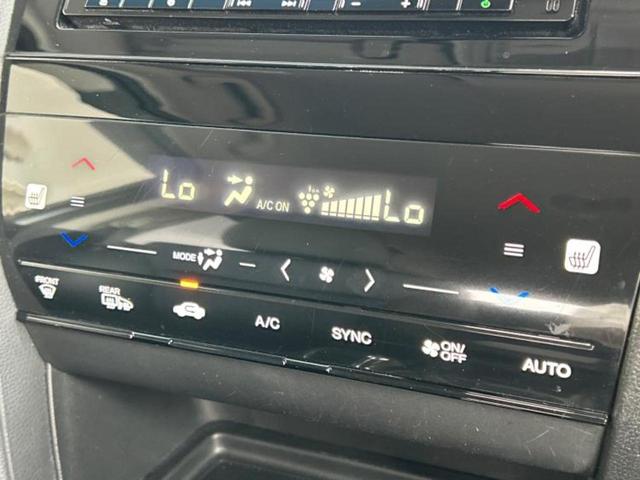 Lo A/C ON Lo
MODE
FRONT
REAR
A/C
SYNC
ON/
OFF
AUTO